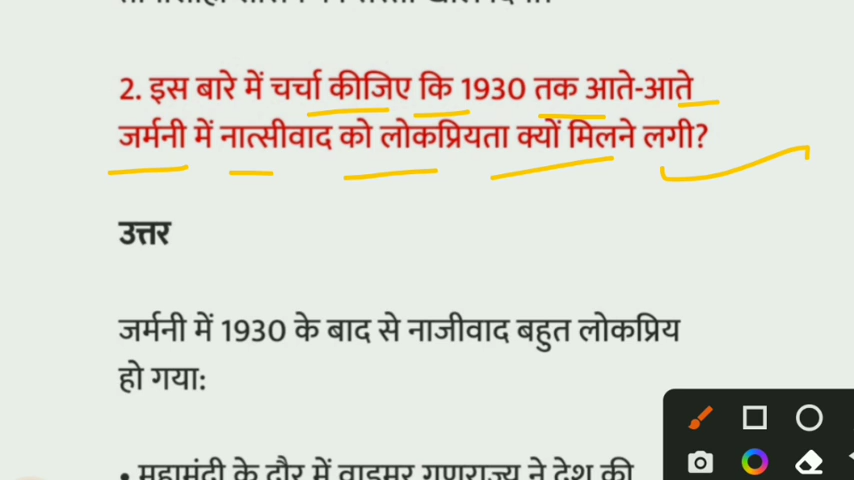 2. इस बारे में चर्चा कीजिए कि 1930 तक आते-आते
जर्मनी में नात्सीवाद को लोकप्रियता क्यों मिलने लगी?
उत्तर
जर्मनी में 1930 के बाद से नाजीवाद बहुत लोकप्रिय
हो गया:
• महामंदी के दौर में वाइमर गणराज्य ने देश की